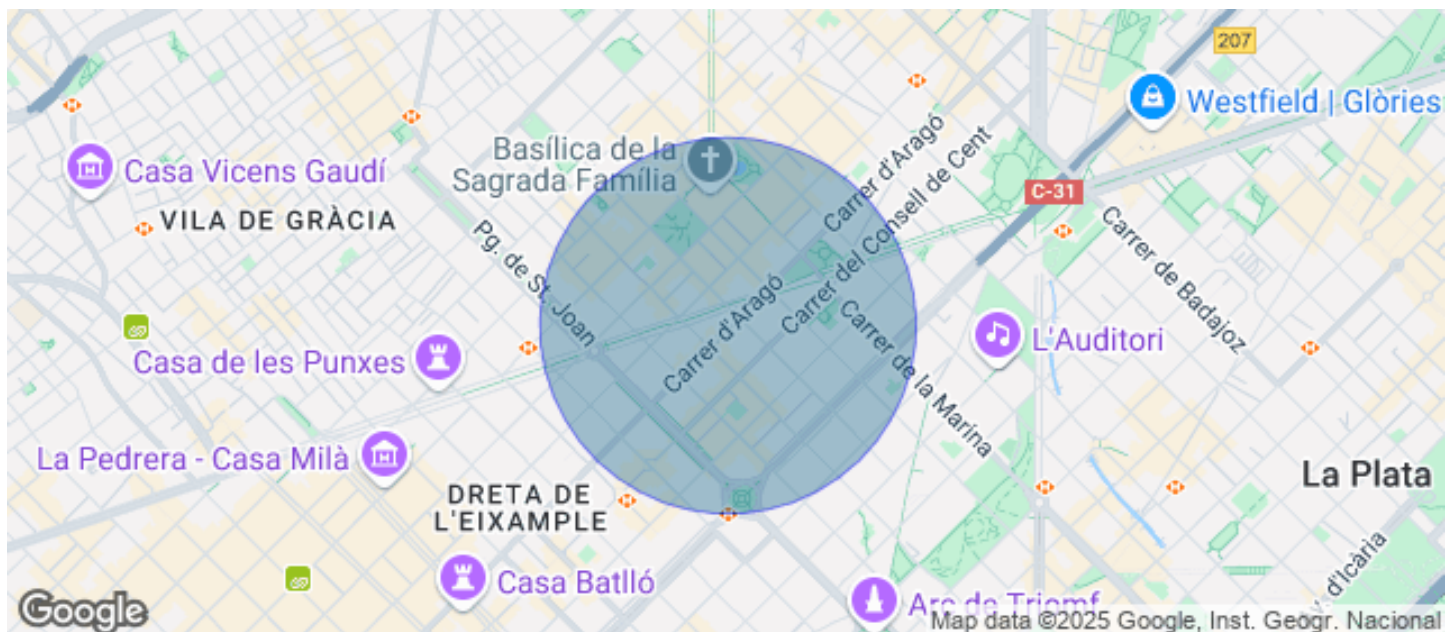 207
Westfield | Glòries
Basílica de la
Sagrada Família
Carrer d'Aragó
Carrer del Consell de Cent
C-31
Casa Vicens Gaudí
VILA DE GRÀCIA
Pg. de St. Joan
Carrer de Badajoz
Carrer d'Aragó
L'Auditori
Casa de les Punxes
Carrer de la Marina
La Pedrera - Casa Milà
La Plata
DRETA DE
L'EIXAMPLE
Casa Batlló
d'Icària
Arc de Triomf
Google
Map data ©2025 Google, Inst. Geogr. Nacional